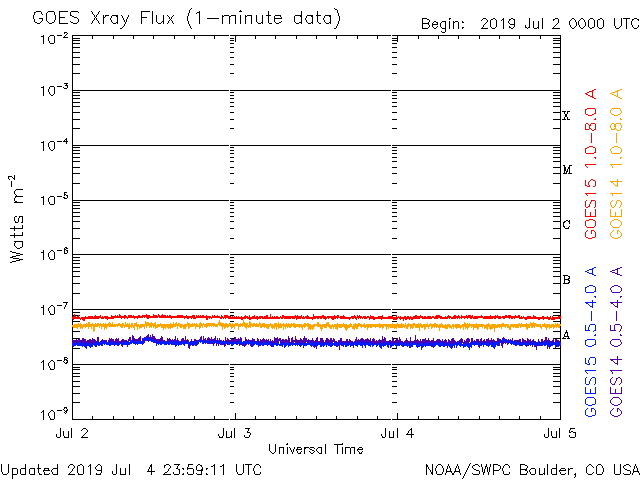 GOES Xray Flux (1-minute data)
Begin: 2019 Jul 2 0000 UTC
10⁻²
10⁻³
10⁻⁴
10⁻⁵
10⁻⁶
10⁻⁷
10⁻⁸
10⁻⁹
Watts m⁻²
X
M
C
B
A
GOES15 1.0-8.0 A
GOES14 1.0-8.0 A
GOES15 0.5-4.0 A
GOES14 0.5-4.0 A
Jul 2
Jul 3
Jul 4
Jul 5
Universal Time
Updated 2019 Jul 4 23:59:11 UTC
NOAA/SWPC Boulder, CO USA